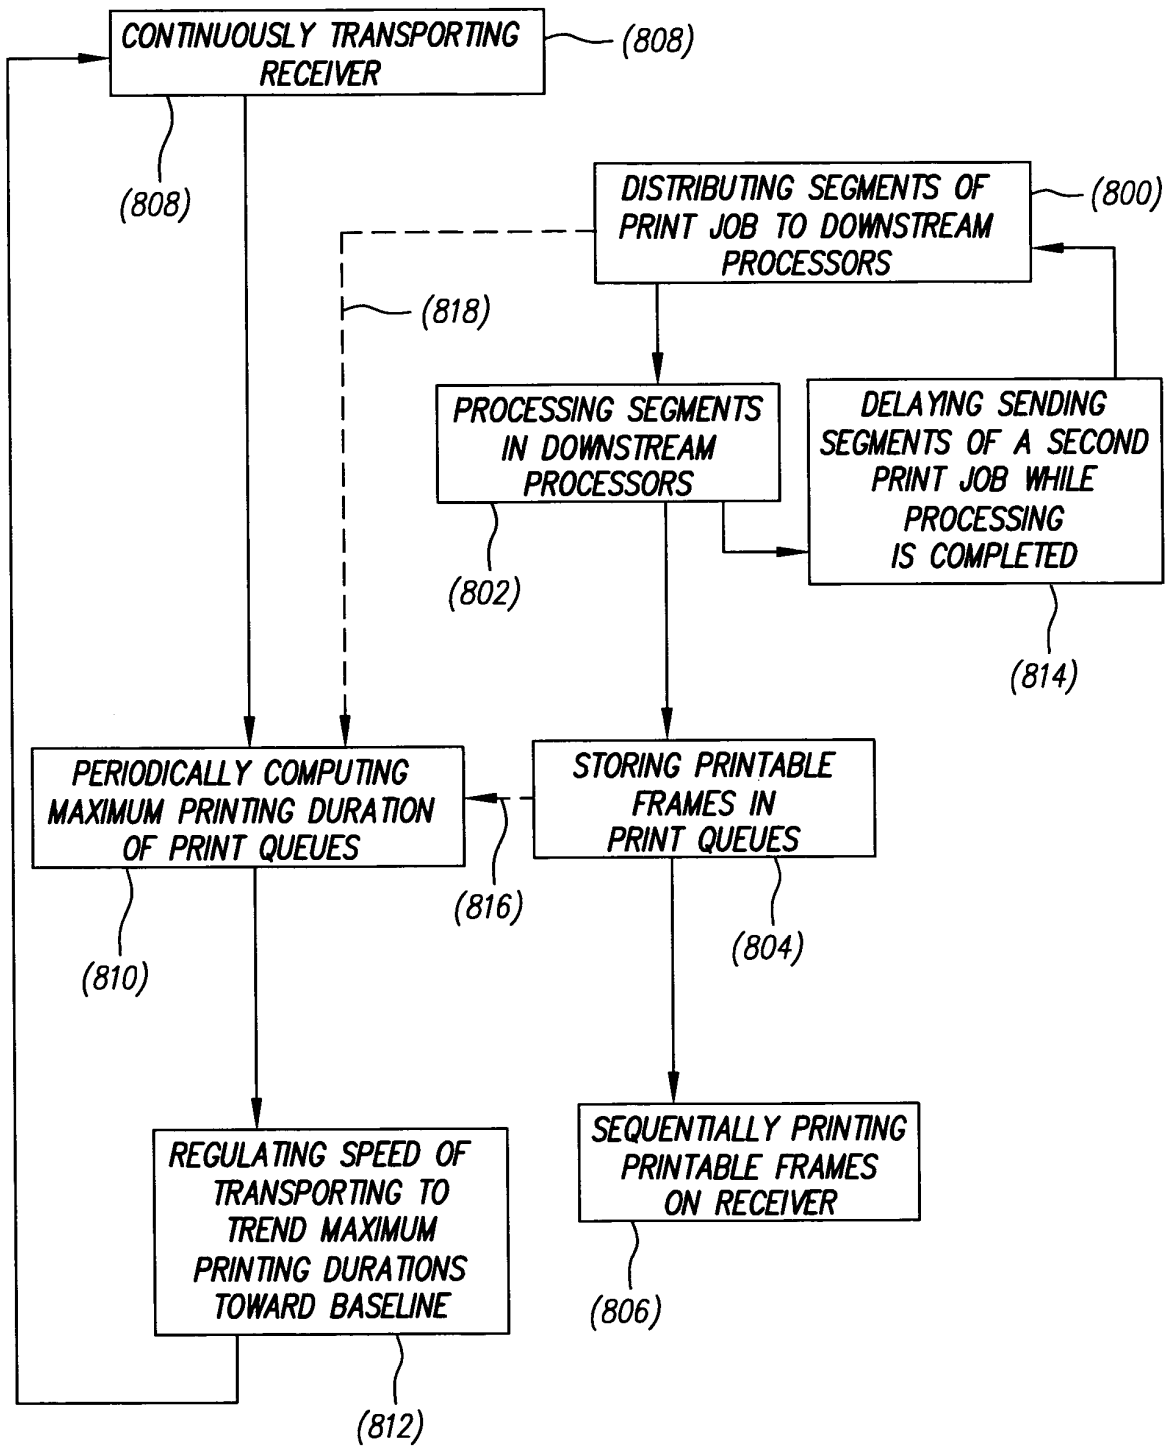 CONTINUOUSLY TRANSPORTING
RECEIVER
(808)
(808)
DISTRIBUTING SEGMENTS OF
PRINT JOB TO DOWNSTREAM
PROCESSORS
(800)
(818)
PROCESSING SEGMENTS
IN DOWNSTREAM
PROCESSORS
(802)
DELAYING SENDING
SEGMENTS OF A SECOND
PRINT JOB WHILE
PROCESSING
IS COMPLETED
(814)
PERIODICALLY COMPUTING
MAXIMUM PRINTING DURATION
OF PRINT QUEUES
(810)
(816)
STORING PRINTABLE
FRAMES IN
PRINT QUEUES
(804)
REGULATING SPEED OF
TRANSPORTING TO
TREND MAXIMUM
PRINTING DURATIONS
TOWARD BASELINE
(812)
SEQUENTIALLY PRINTING
PRINTABLE FRAMES
ON RECEIVER
(806)